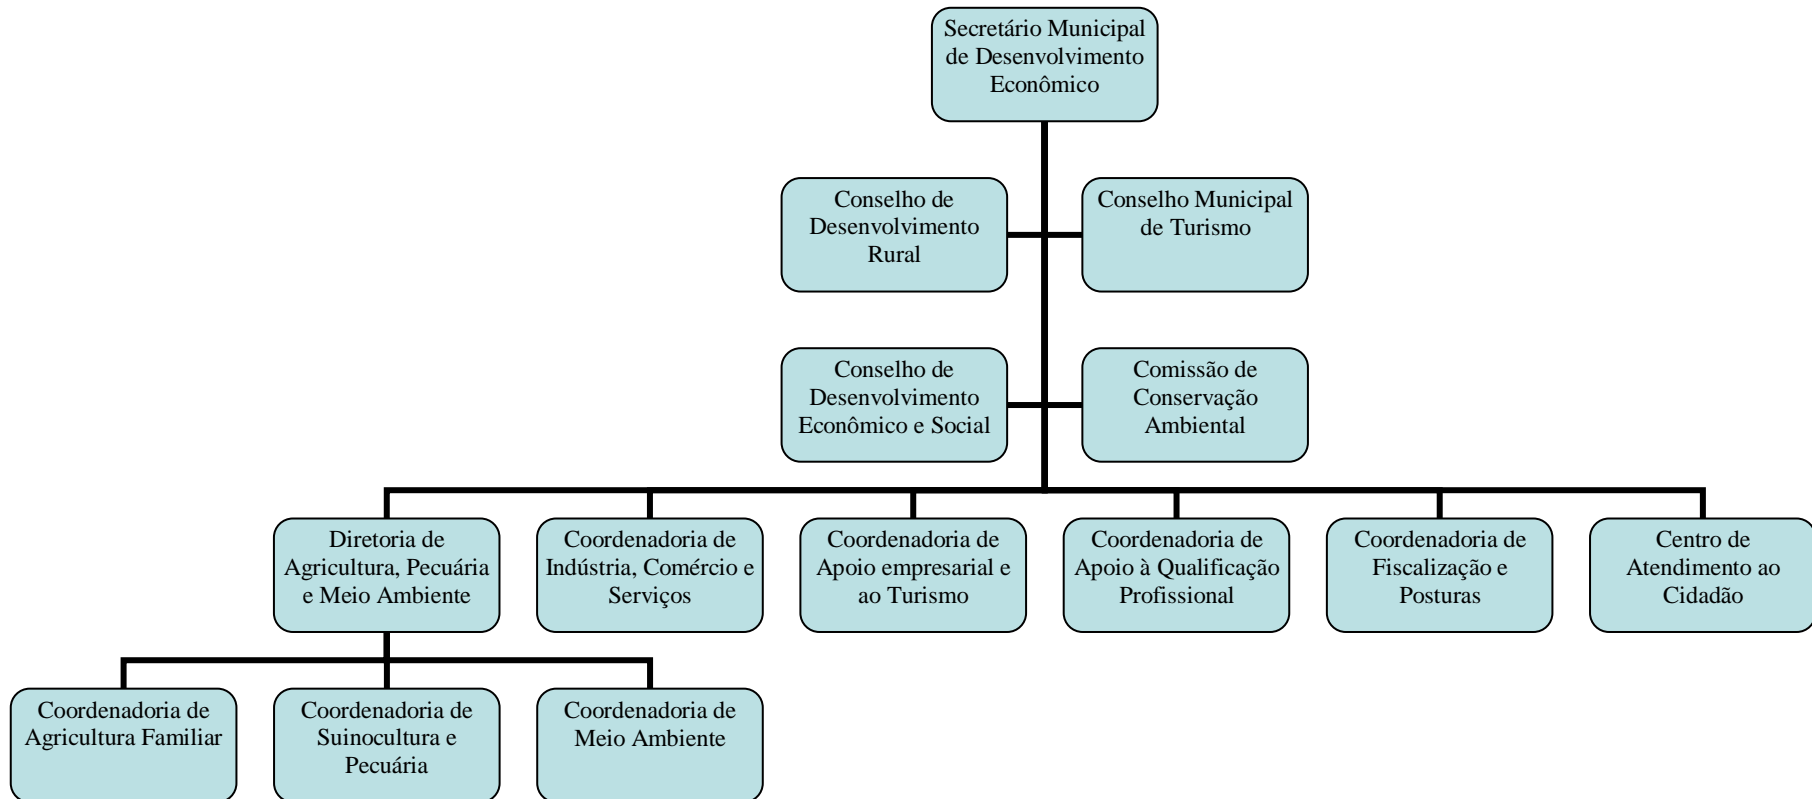 Secretário Municipal
de Desenvolvimento
Econômico
Conselho de
Desenvolvimento
Rural
Conselho Municipal
de Turismo
Conselho de
Desenvolvimento
Econômico e Social
Comissão de
Conservação
Ambiental
Diretoria de
Agricultura, Pecuária
e Meio Ambiente
Coordenadoria de
Indústria, Comércio e
Serviços
Coordenadoria de
Apoio empresarial e
ao Turismo
Coordenadoria de
Apoio à Qualificação
Profissional
Coordenadoria de
Fiscalização e
Posturas
Centro de
Atendimento ao
Cidadão
Coordenadoria de
Agricultura Familiar
Coordenadoria de
Suinocultura e
Pecuária
Coordenadoria de
Meio Ambiente